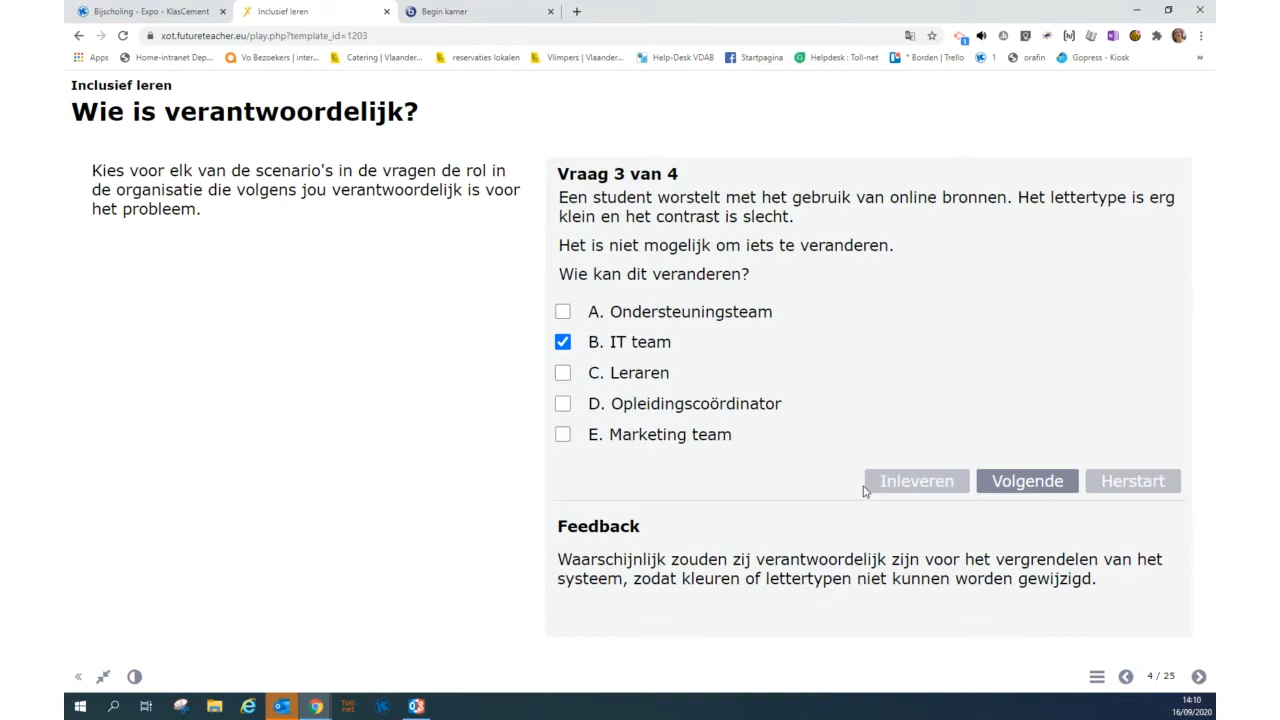 Bijscholing - Expo - KlasCement
Inclusief leren
Begin kamer
xot.futureteacher.eu/play.php?template_id=1203
Apps
Home-intranet Dep...
Vo Bezoekers | inter...
Catering | Vlaander...
reservaties lokalen
Vlimpers | Vlaander...
Help-Desk VDAB
Startpagina
Helpdesk : Toll-net
* Borden | Trello
1
orafin
Gopress - Kiosk
»
Inclusief leren
Wie is verantwoordelijk?
Kies voor elk van de scenario's in de vragen de rol in
de organisatie die volgens jou verantwoordelijk is voor
het probleem.
Vraag 3 van 4
Een student worstelt met het gebruik van online bronnen. Het lettertype is erg
klein en het contrast is slecht.
Het is niet mogelijk om iets te veranderen.
Wie kan dit veranderen?
A. Ondersteuningsteam
B. IT team
C. Leraren
D. Opleidingscoördinator
E. Marketing team
Inleveren
Volgende
Herstart
Feedback
Waarschijnlijk zouden zij verantwoordelijk zijn voor het vergrendelen van het
systeem, zodat kleuren of lettertypen niet kunnen worden gewijzigd.
«
4 / 25
Toll-
net
14:10
16/09/2020